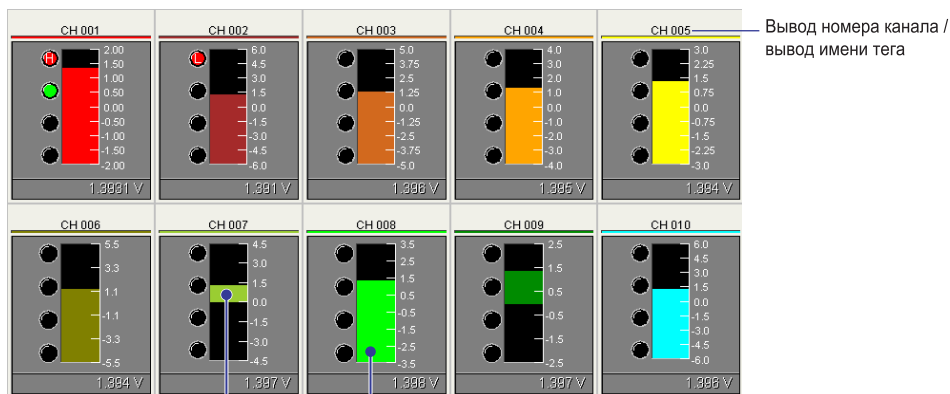 CH 001 CH 002 CH 003 CH 004 CH 005 Вывод номера канала /
вывод имени тега
H 2.00 L 6.0 5.0 4.0 3.0
1.50 4.5 3.75 3.0 2.25
1.00 3.0 2.5 2.0 1.5
0.50 1.5 1.25 1.0 0.75
0.00 0.0 0.0 0.0 0.0
-0.50 -1.5 -1.25 -1.0 -0.75
-1.00 -3.0 -2.5 -2.0 -1.5
-1.50 -4.5 -3.75 -3.0 -2.25
-2.00 -6.0 -5.0 -4.0 -3.0
1.3931 V 1.391 V 1.396 V 1.395 V 1.394 V
CH 006 CH 007 CH 008 CH 009 CH 010
5.5 4.5 3.5 2.5 6.0
3.3 3.0 2.5 1.5 4.5
1.1 1.5 1.5 0.5 3.0
-1.1 0.0 0.5 -0.5 1.5
-3.3 -1.5 -0.5 -1.5 0.0
-5.5 -3.0 -1.5 -2.5 -1.5
-4.5 -2.5 -3.0
-3.5 -4.5
-6.0
1.394 V 1.397 V 1.398 V 1.397 V 1.396 V